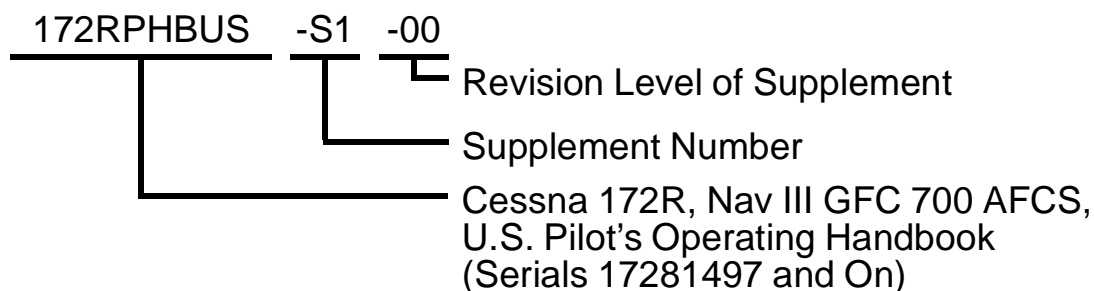 172RPHBUS -S1 -00
Revision Level of Supplement
Supplement Number
Cessna 172R, Nav III GFC 700 AFCS,
U.S. Pilot's Operating Handbook
(Serials 17281497 and On)